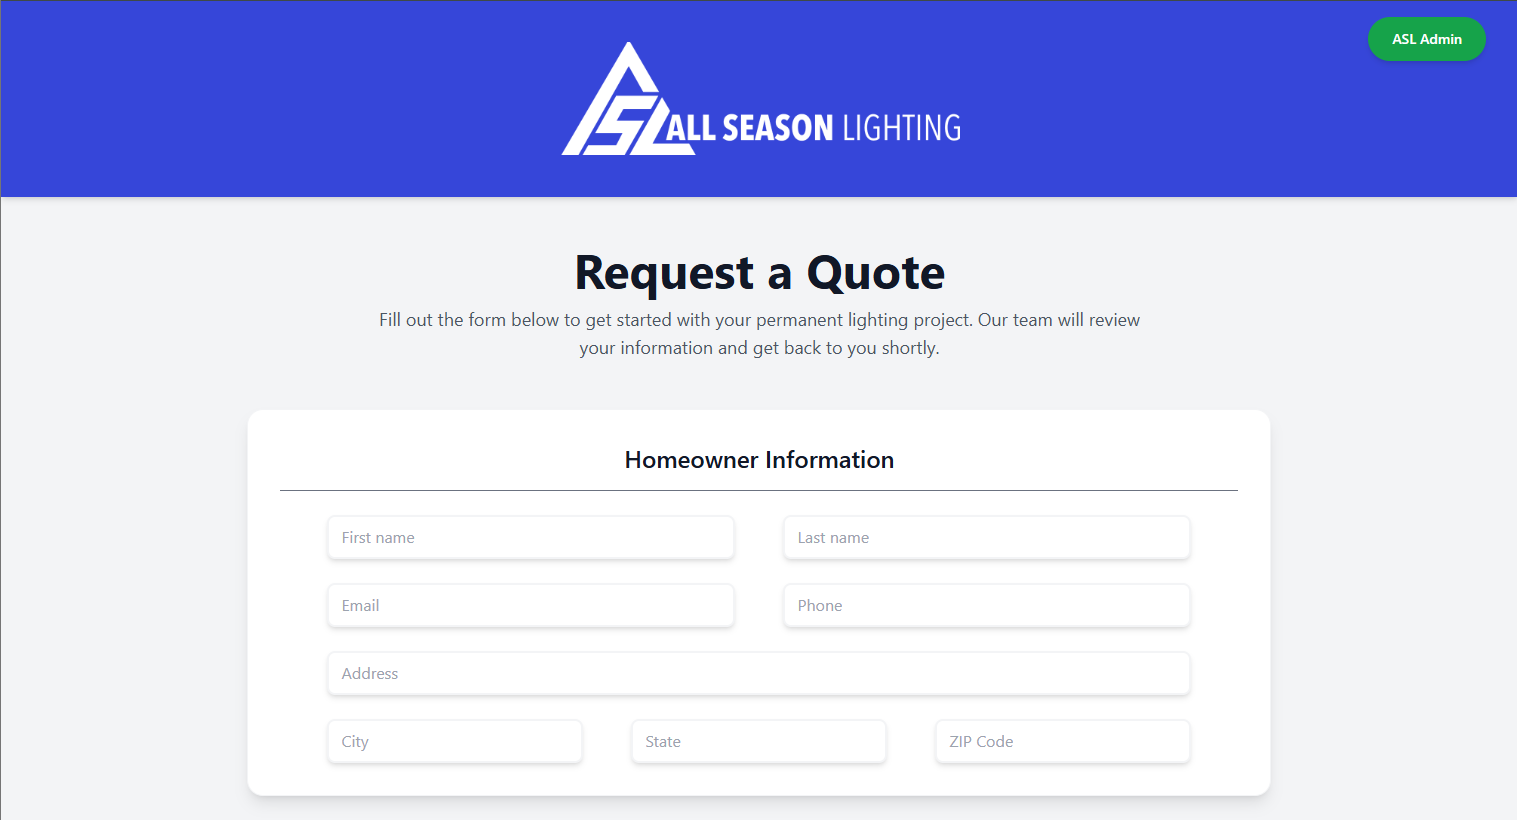 ASL Admin
ASL ALL SEASON LIGHTING
Request a Quote
Fill out the form below to get started with your permanent lighting project. Our team will review
your information and get back to you shortly.
Homeowner Information
First name
Last name
Email
Phone
Address
City
State
ZIP Code